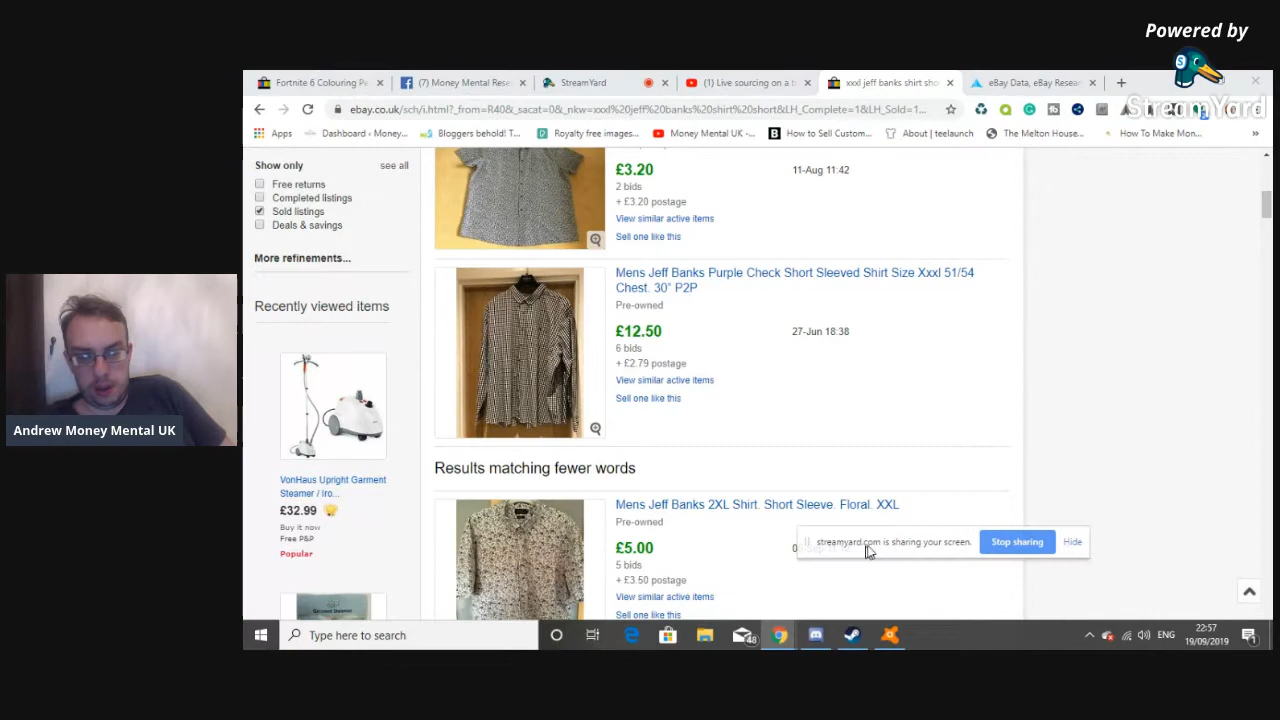 Powered by
StreamYard
Fortnite 6 Colouring Pe
(7) Money Mental Rese
StreamYard
(1) Live sourcing on a b
xxxl jeff banks shirt sho
eBay Data, eBay Resea
ebay.co.uk/sch/i.html?_from=R40&_sacat=0&_nkw=xxxl%20jeff%20banks%20shirt%20short&LH_Complete=1&LH_Sold=1...
Apps
Dashboard ‹ Money...
Bloggers behold! T...
Royalty free images...
Money Mental UK -...
How to Sell Custom...
About | teelaunch
The Melton House...
How To Make Mon...
»
Show only
see all
Free returns
Completed listings
Sold listings
Deals & savings
More refinements...
Recently viewed items
VonHaus Upright Garment
Steamer / Iro...
£32.99
Buy it now
Free P&P
Popular
£3.20
11-Aug 11:42
2 bids
+ £3.20 postage
View similar active items
Sell one like this
Mens Jeff Banks Purple Check Short Sleeved Shirt Size Xxxl 51/54
Chest. 30" P2P
Pre-owned
£12.50
27-Jun 18:38
6 bids
+ £2.79 postage
View similar active items
Sell one like this
Results matching fewer words
Mens Jeff Banks 2XL Shirt. Short Sleeve. Floral. XXL
Pre-owned
£5.00
5 bids
+ £3.50 postage
View similar active items
Sell one like this
streamyard.com is sharing your screen.
Stop sharing
Hide
Andrew Money Mental UK
Type here to search
48
ENG
22:57
19/09/2019